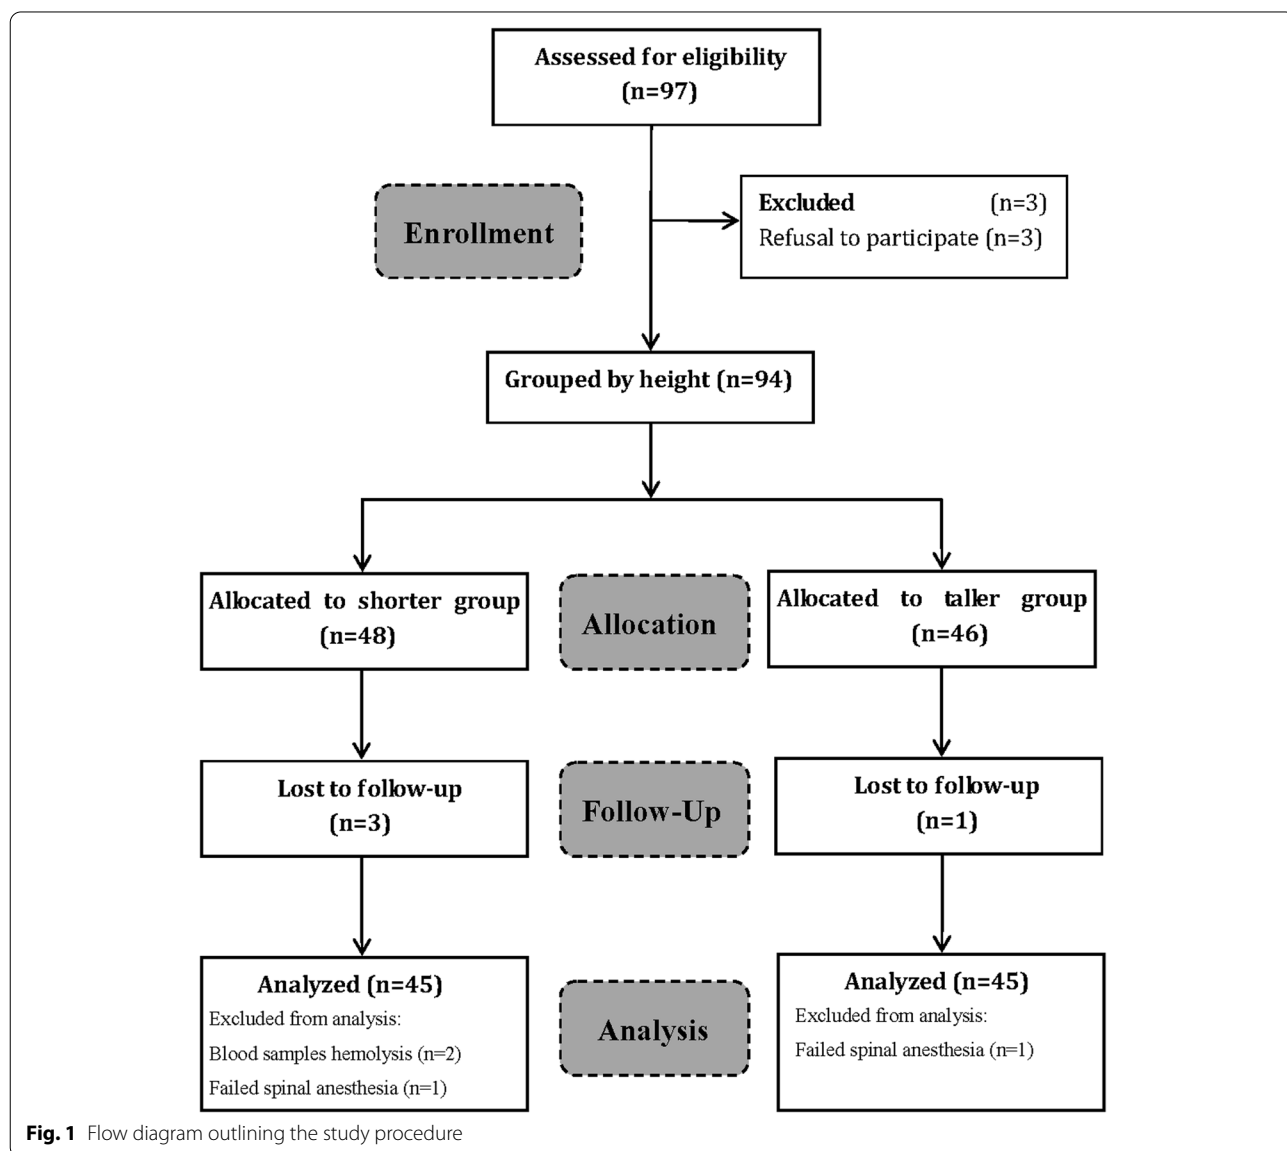 Assessed for eligibility
(n=97)
Enrollment
Excluded (n=3)
Refusal to participate (n=3)
Grouped by height (n=94)
Allocated to shorter group
(n=48)
Allocation
Allocated to taller group
(n=46)
Lost to follow-up
(n=3)
Follow-Up
Lost to follow-up
(n=1)
Analyzed (n=45)
Excluded from analysis:
Blood samples hemolysis (n=2)
Failed spinal anesthesia (n=1)
Analysis
Analyzed (n=45)
Excluded from analysis:
Failed spinal anesthesia (n=1)
Fig. 1 Flow diagram outlining the study procedure